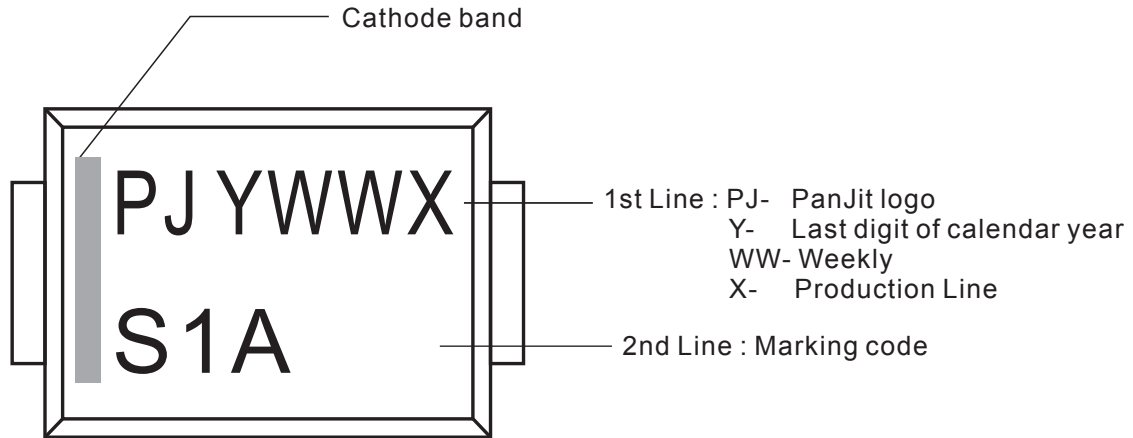 Cathode band
PJ YWWX
1st Line : PJ- PanJit logo
Y- Last digit of calendar year
WW- Weekly
X- Production Line
S1A
2nd Line : Marking code